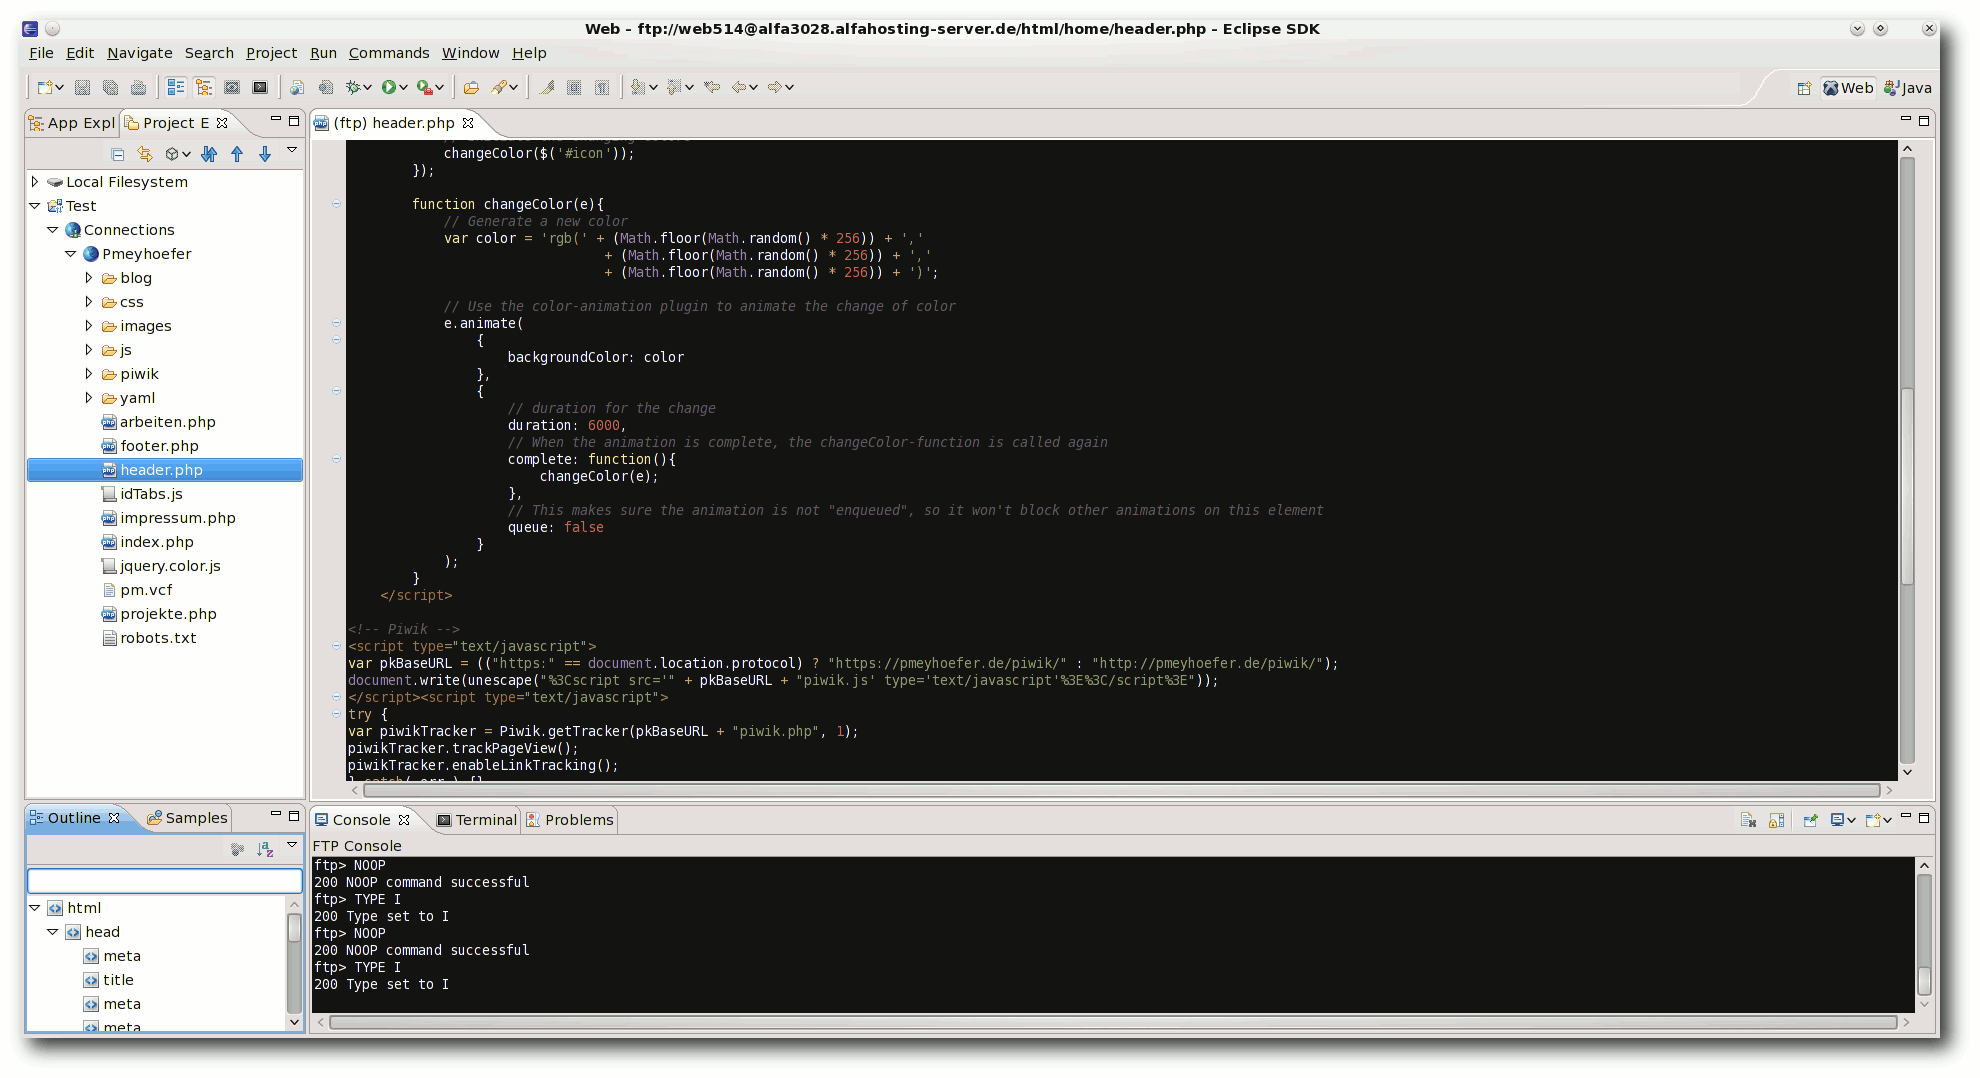 Web - ftp://web514@alfa3028.alfahosting-server.de/html/home/header.php - Eclipse SDK
File Edit Navigate Search Project Run Commands Window Help
Web Java
App Expl Project E
Local Filesystem
Test
Connections
Pmeyhoefer
blog
css
images
js
piwik
yaml
arbeiten.php
footer.php
header.php
idTabs.js
impressum.php
index.php
jquery.color.js
pm.vcf
projekte.php
robots.txt
(ftp) header.php
changeColor($('#icon'));
});
function changeColor(e){
// Generate a new color
var color = 'rgb(' + (Math.floor(Math.random() * 256)) + ','
+ (Math.floor(Math.random() * 256)) + ','
+ (Math.floor(Math.random() * 256)) + ')';
// Use the color-animation plugin to animate the change of color
e.animate(
{
backgroundColor: color
},
{
// duration for the change
duration: 6000,
// When the animation is complete, the changeColor-function is called again
complete: function(){
changeColor(e);
},
// This makes sure the animation is not "enqueued", so it won't block other animations on this element
queue: false
}
);
}
</script>
<!-- Piwik -->
<script type="text/javascript">
var pkBaseURL = (("https:" == document.location.protocol) ? "https://pmeyhoefer.de/piwik/" : "http://pmeyhoefer.de/piwik/");
document.write(unescape("%3Cscript src='" + pkBaseURL + "piwik.js' type='text/javascript'%3E%3C/script%3E"));
</script><script type="text/javascript">
try {
var piwikTracker = Piwik.getTracker(pkBaseURL + "piwik.php", 1);
piwikTracker.trackPageView();
piwikTracker.enableLinkTracking();
} catch( err ) {}
Outline Samples
html
head
meta
title
meta
meta
Console Terminal Problems
FTP Console
ftp> NOOP
200 NOOP command successful
ftp> TYPE I
200 Type set to I
ftp> NOOP
200 NOOP command successful
ftp> TYPE I
200 Type set to I